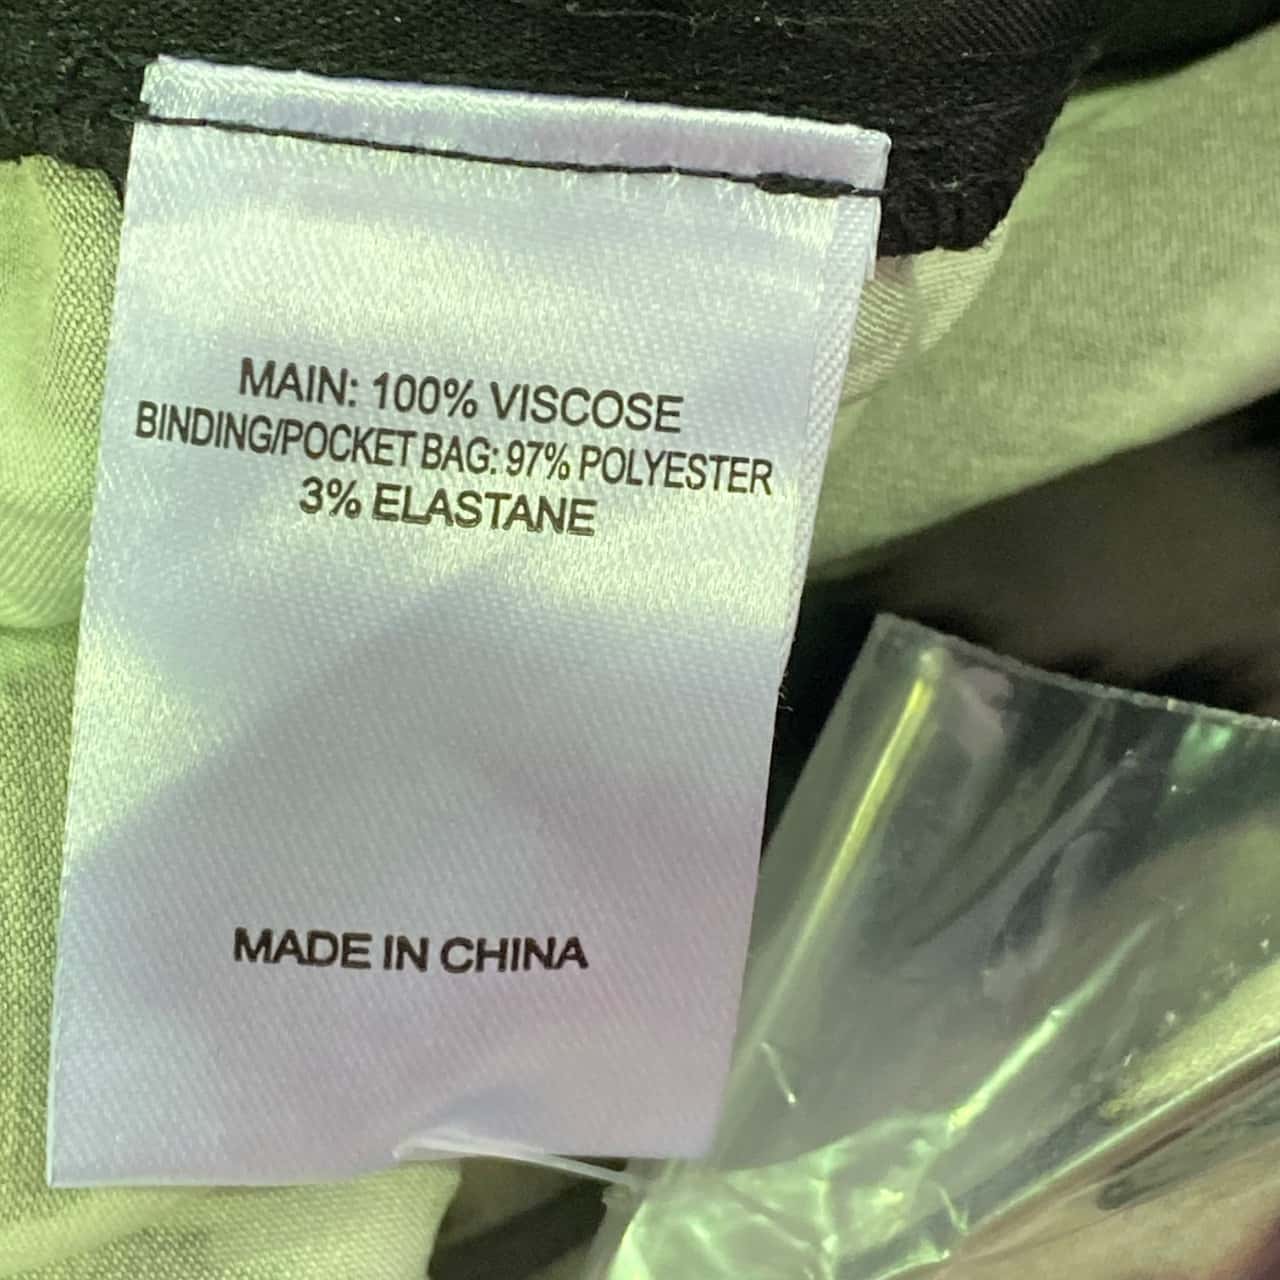 MAIN: 100% VISCOSE
BINDING/POCKET BAG: 97% POLYESTER
3% ELASTANE
MADE IN CHINA